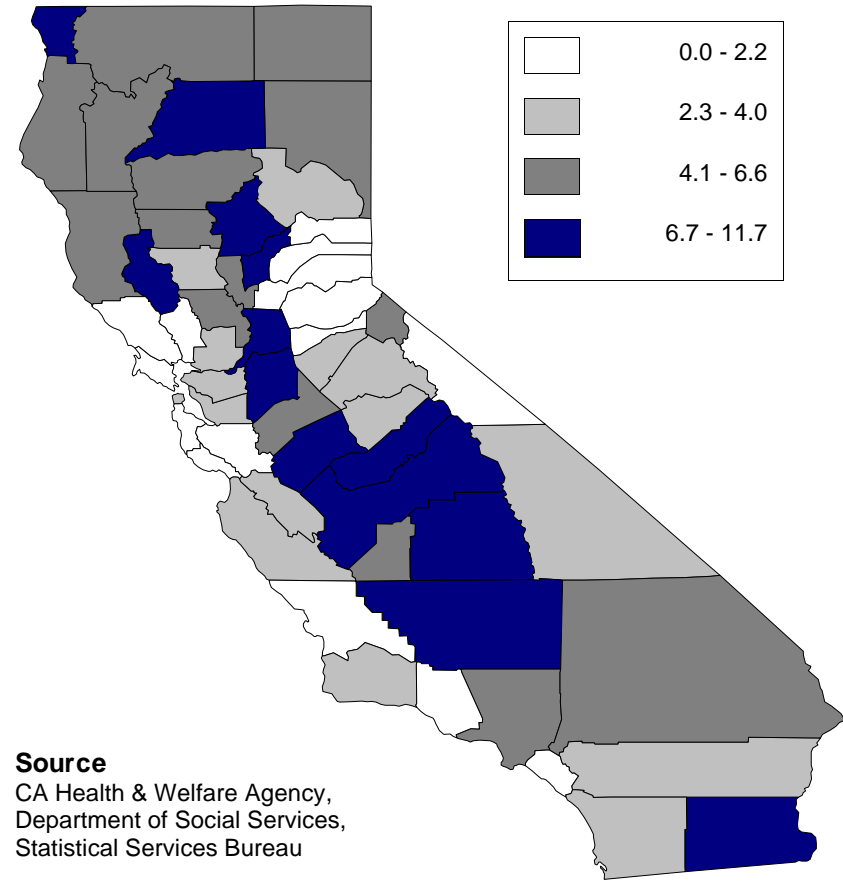 0.0 - 2.2
2.3 - 4.0
4.1 - 6.6
6.7 - 11.7
Source
CA Health & Welfare Agency,
Department of Social Services,
Statistical Services Bureau